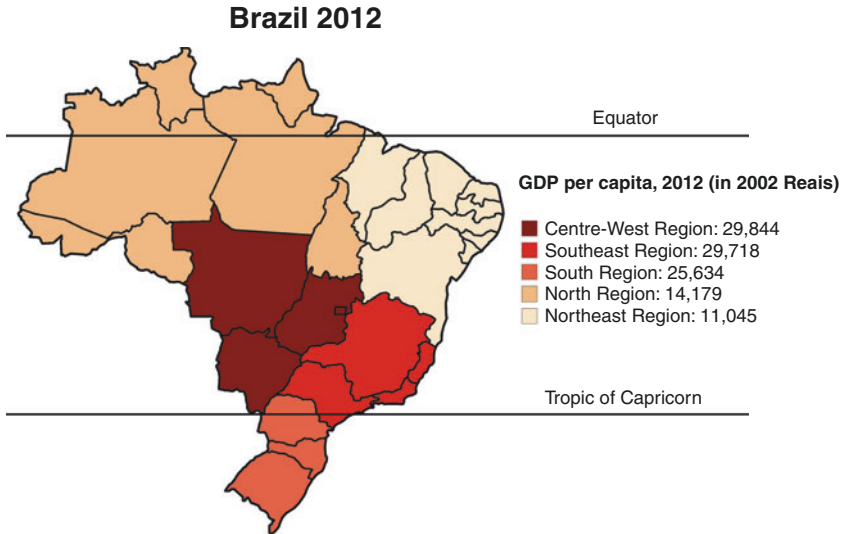 Brazil 2012
Equator
GDP per capita, 2012 (in 2002 Reais)
Centre-West Region: 29,844
Southeast Region: 29,718
South Region: 25,634
North Region: 14,179
Northeast Region: 11,045
Tropic of Capricorn